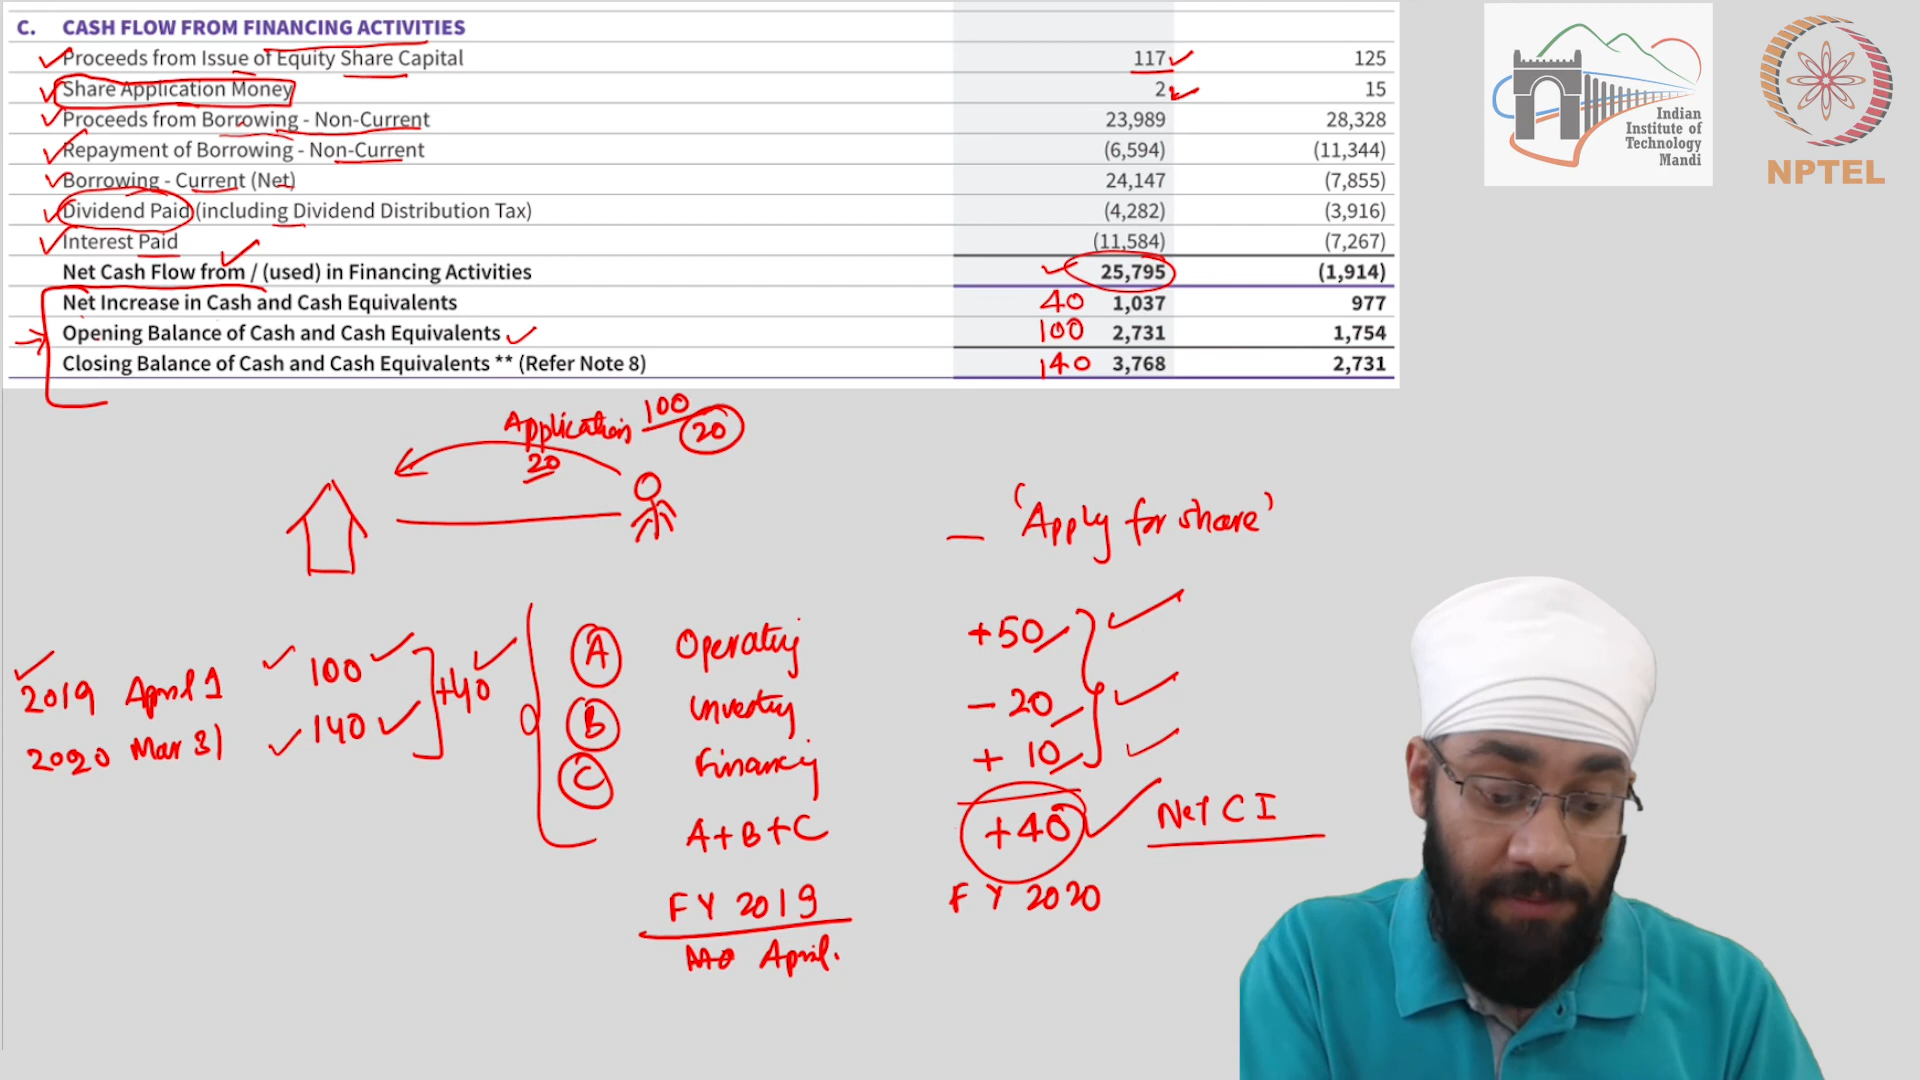 C. CASH FLOW FROM FINANCING ACTIVITIES
Proceeds from Issue of Equity Share Capital 117 125
Share Application Money 2 15
Proceeds from Borrowing - Non-Current 23,989 28,328
Repayment of Borrowing - Non-Current (6,594) (11,344)
Borrowing - Current (Net) 24,147 (7,855)
Dividend Paid (including Dividend Distribution Tax) (4,282) (3,916)
Interest Paid (11,584) (7,267)
Net Cash Flow from / (used) in Financing Activities 25,795 (1,914)
Net Increase in Cash and Cash Equivalents 40 1,037 977
Opening Balance of Cash and Cash Equivalents 100 2,731 1,754
Closing Balance of Cash and Cash Equivalents ** (Refer Note 8) 140 3,768 2,731
Indian
Institute of
Technology
Mandi
NPTEL
Application 100
20
20
- 'Apply for share'
2019 April 1 100
2020 Mar 31 140
+40
A Operating +50
B Investing - 20
C Financing + 10
A+B+C +40 Net C I
FY 2019 FY 2020
April.